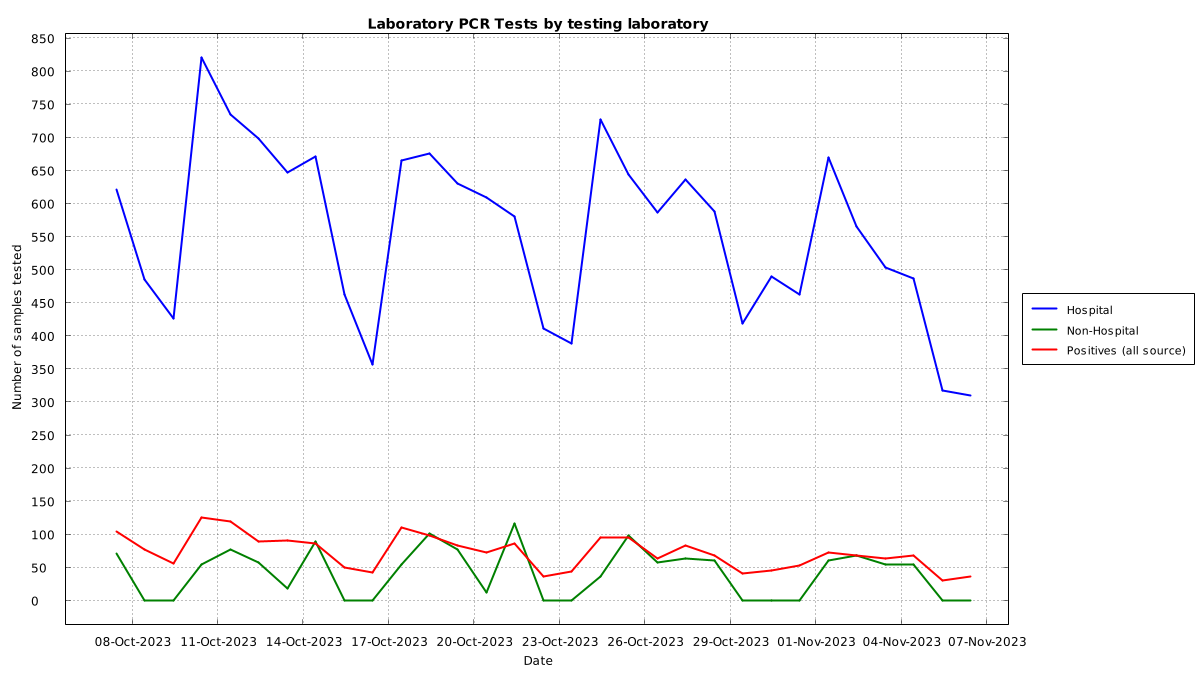 Laboratory PCR Tests by testing laboratory
850
800
750
700
650
600
550
500
450
400
350
300
250
200
150
100
50
0
Number of samples tested
08-Oct-2023 11-Oct-2023 14-Oct-2023 17-Oct-2023 20-Oct-2023 23-Oct-2023 26-Oct-2023 29-Oct-2023 01-Nov-2023 04-Nov-2023 07-Nov-2023
Date
Hospital
Non-Hospital
Positives (all source)